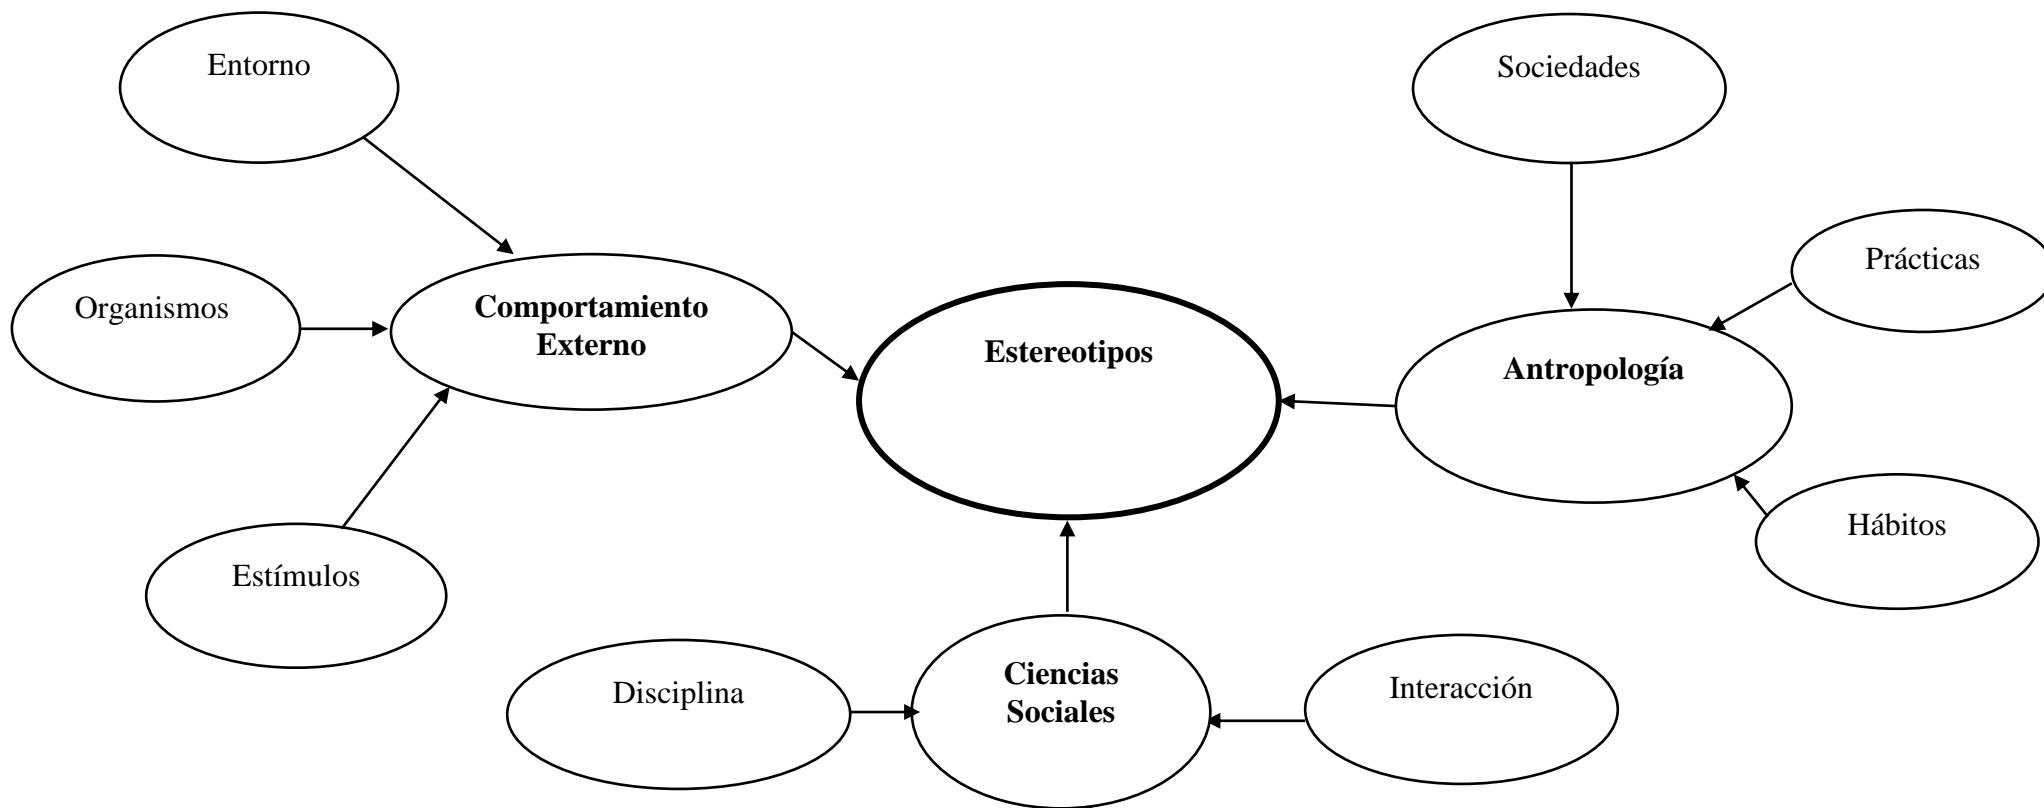 Entorno
Sociedades
Prácticas
Organismos
Comportamiento
Externo
Estereotipos
Antropología
Hábitos
Estímulos
Disciplina
Ciencias
Sociales
Interacción